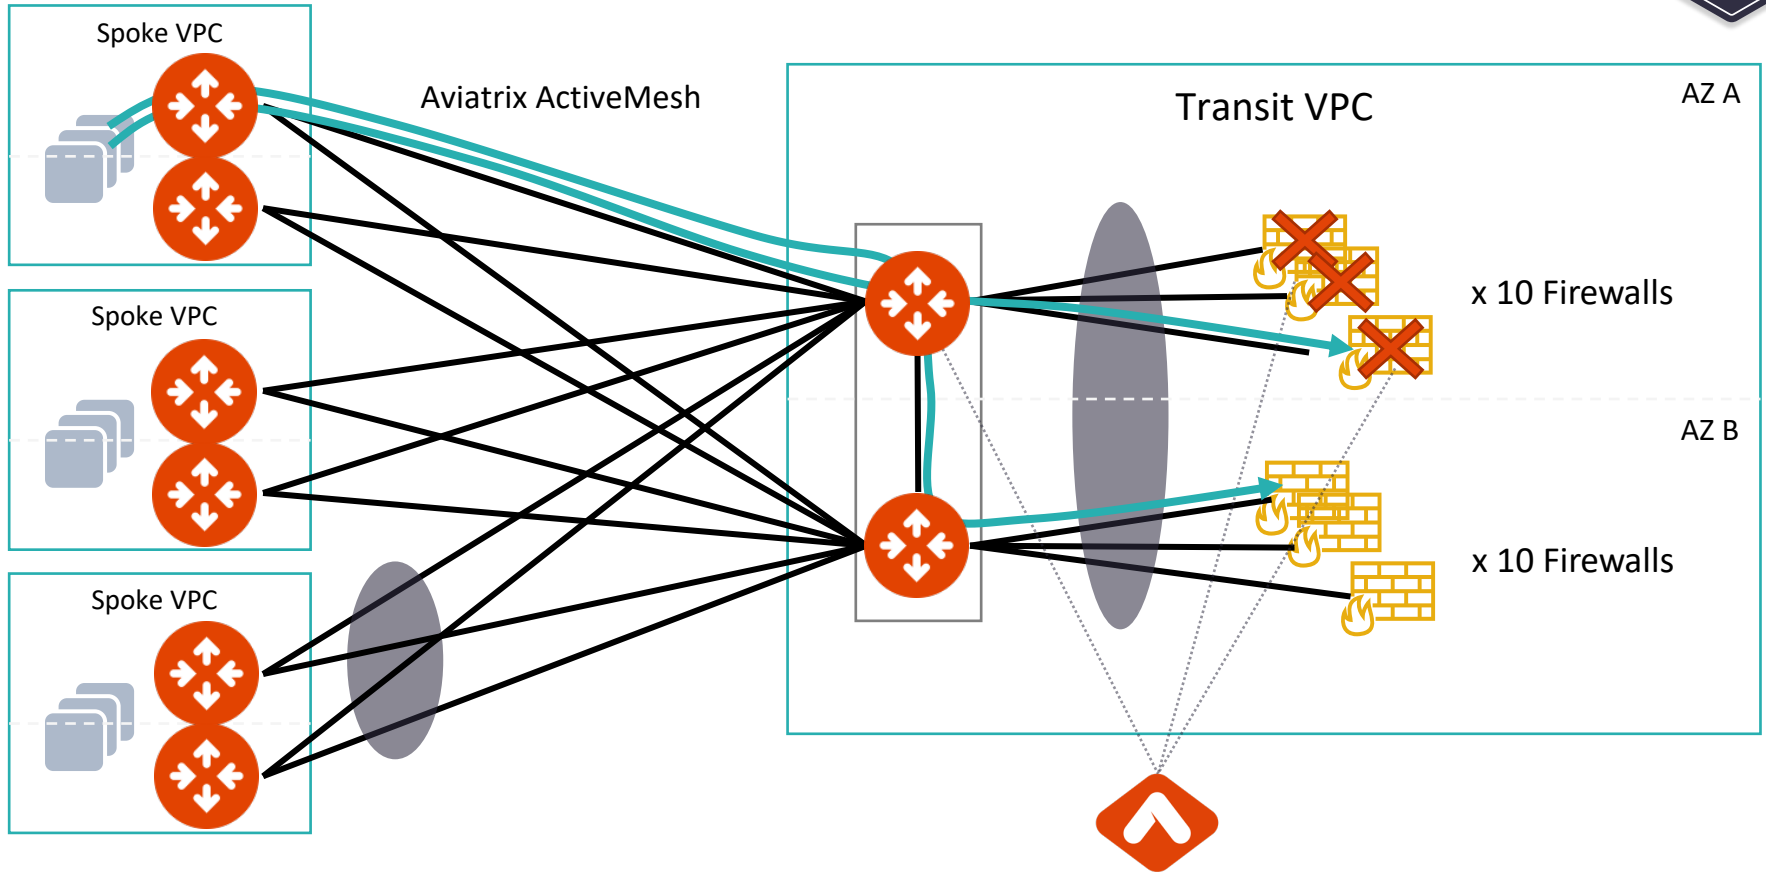 Spoke VPC
Aviatrix ActiveMesh
Transit VPC
AZ A
x 10 Firewalls
Spoke VPC
AZ B
x 10 Firewalls
Spoke VPC